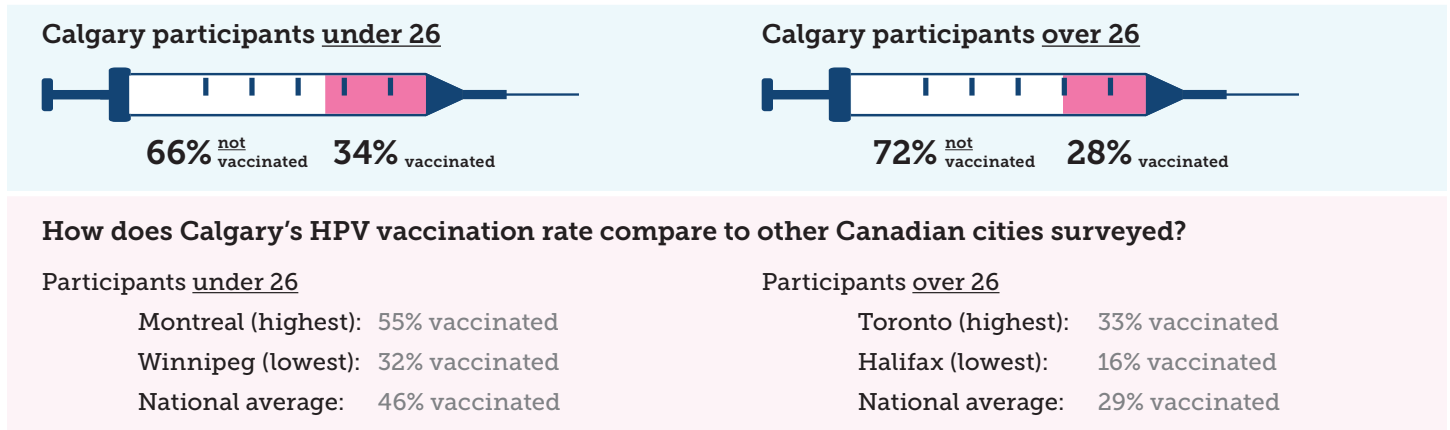 Calgary participants under 26
66% not vaccinated 34% vaccinated
Calgary participants over 26
72% not vaccinated 28% vaccinated
How does Calgary's HPV vaccination rate compare to other Canadian cities surveyed?
Participants under 26
Montreal (highest): 55% vaccinated
Winnipeg (lowest): 32% vaccinated
National average: 46% vaccinated
Participants over 26
Toronto (highest): 33% vaccinated
Halifax (lowest): 16% vaccinated
National average: 29% vaccinated